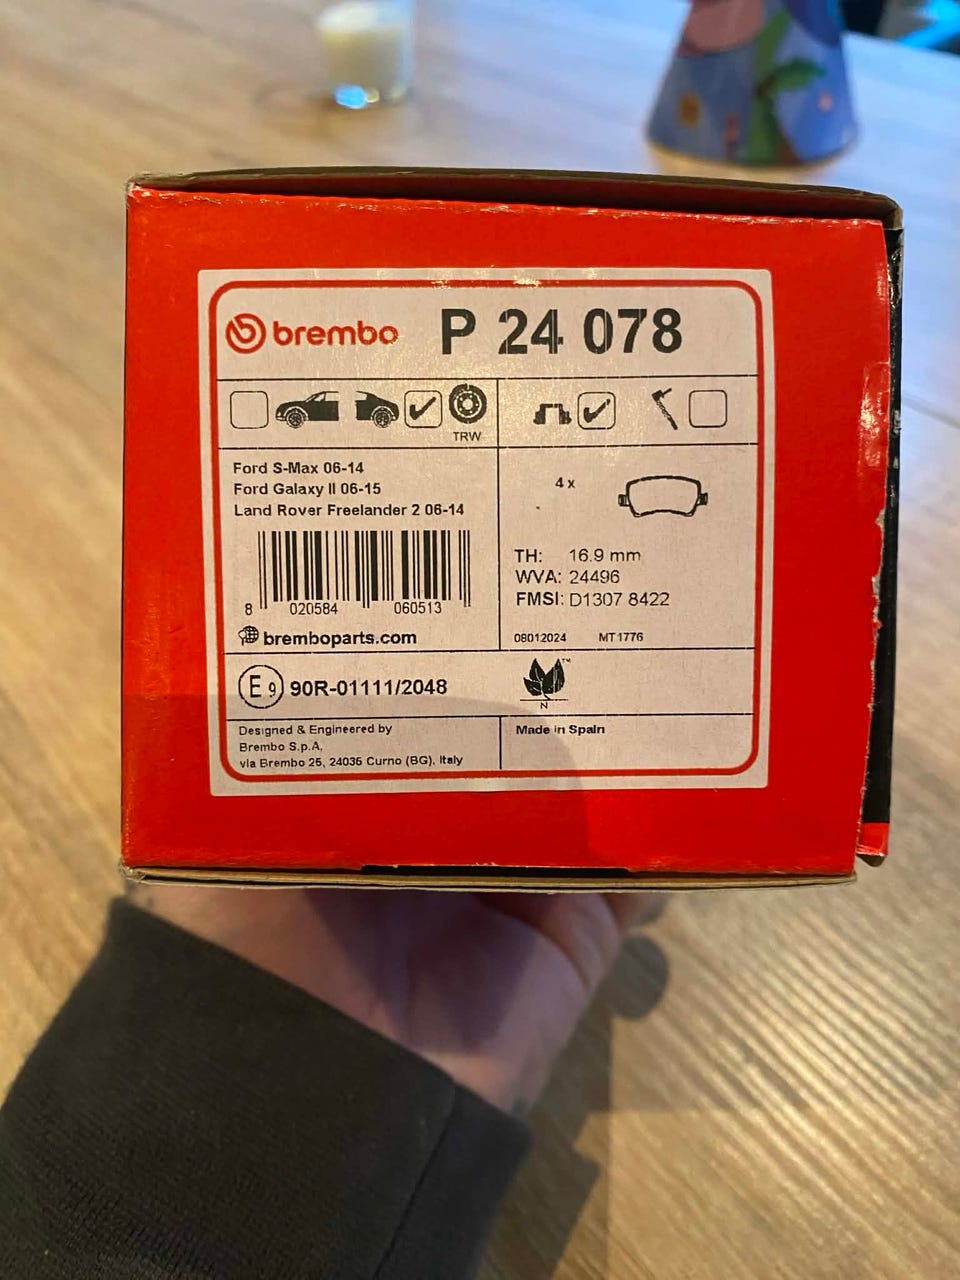 brembo P 24 078
TRW
Ford S-Max 06-14
Ford Galaxy II 06-15
Land Rover Freelander 2 06-14
8 020584 060513
bremboparts.com
4 x
TH: 16.9 mm
WVA: 24496
FMSI: D1307 8422
08012024 MT1776
E9 90R-01111/2048
N
Designed & Engineered by
Brembo S.p.A,
via Brembo 25, 24035 Curno (BG), Italy
Made in Spain